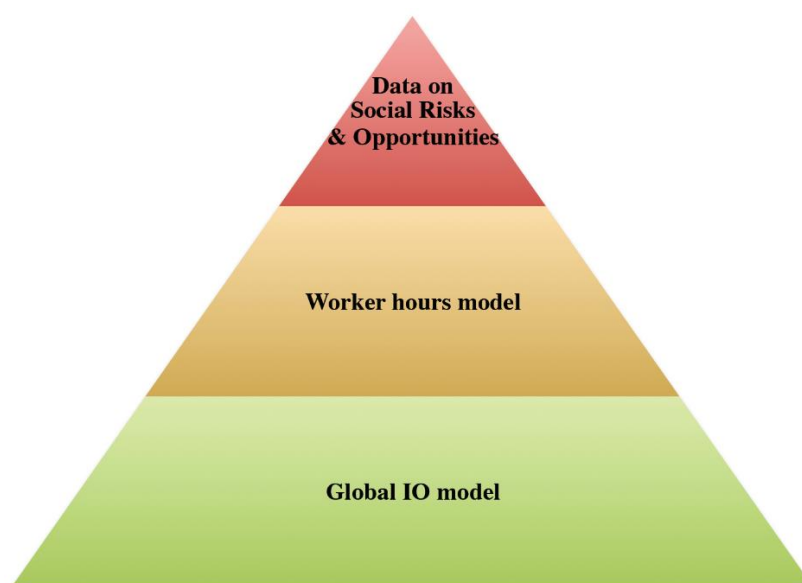 Data on
Social Risks
& Opportunities
Worker hours model
Global IO model